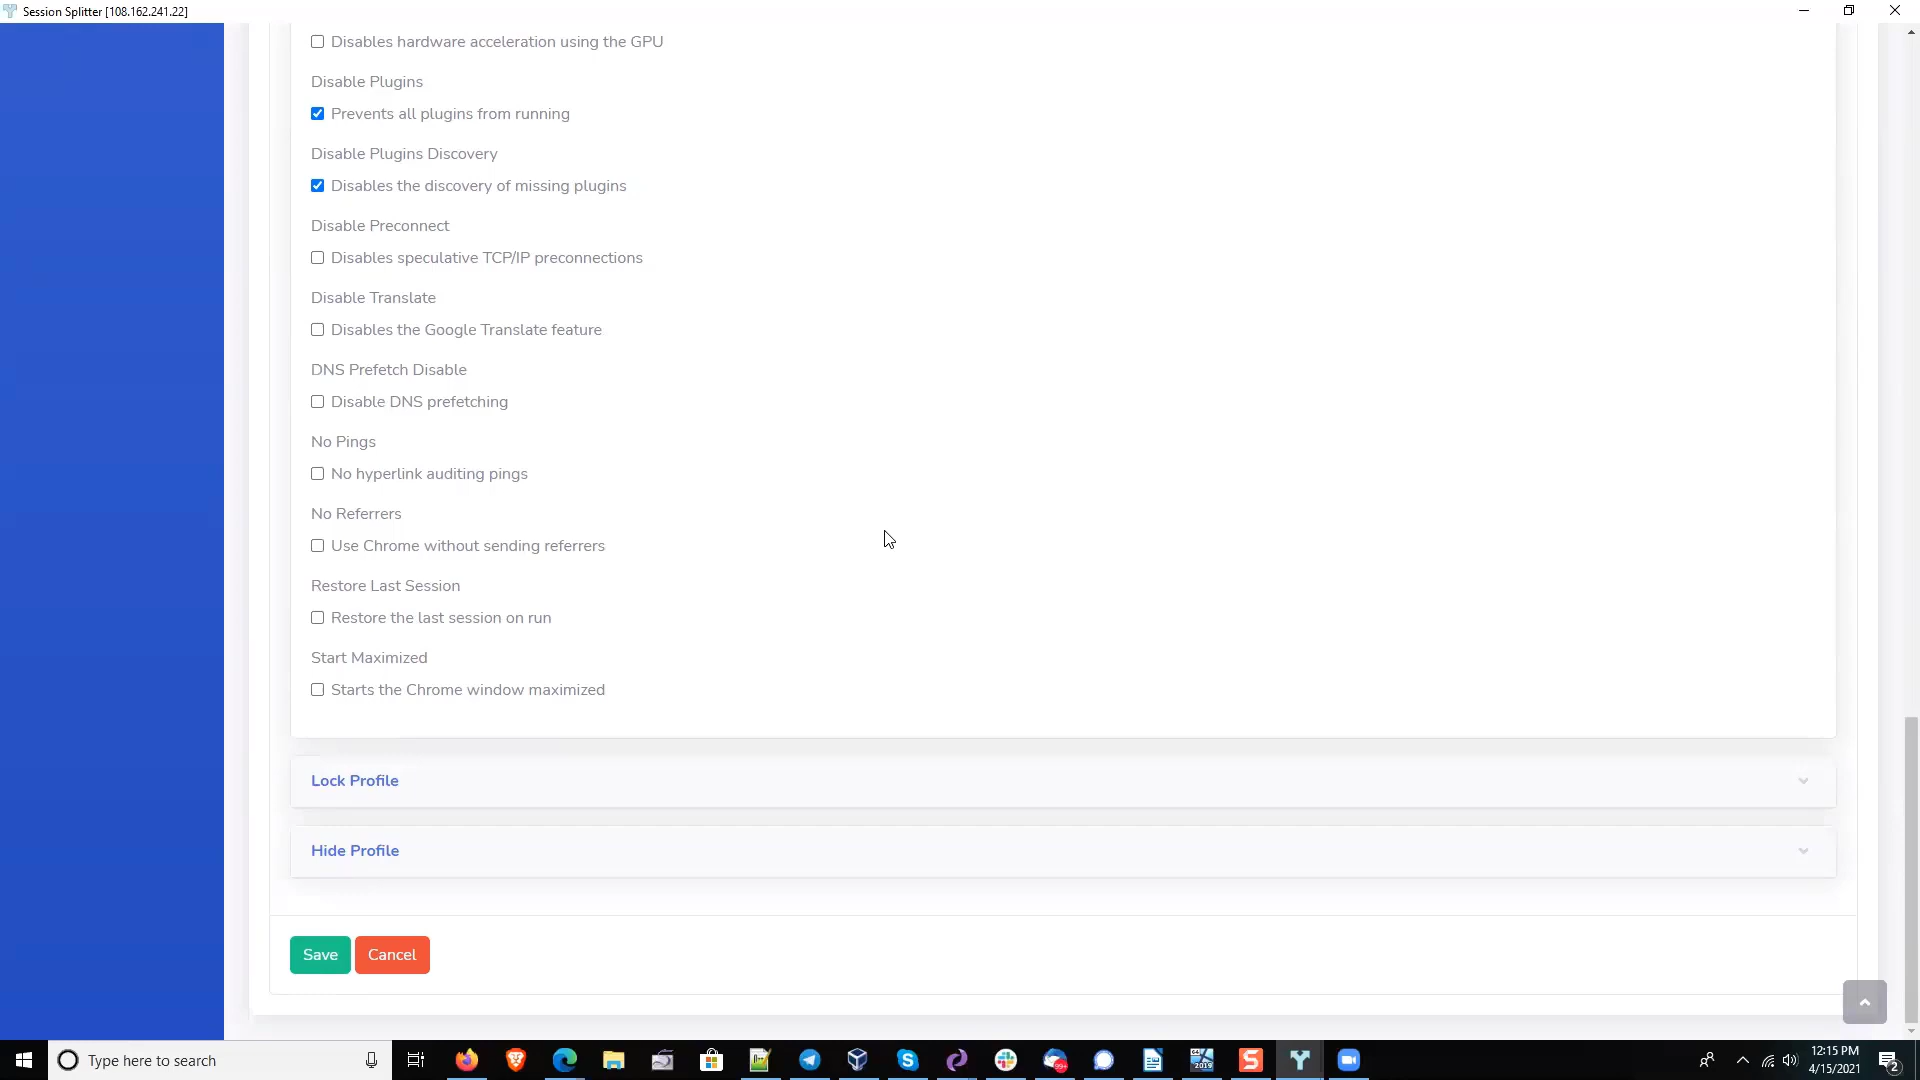 Session Splitter [108.162.241.22]
Disables hardware acceleration using the GPU
Disable Plugins
Prevents all plugins from running
Disable Plugins Discovery
Disables the discovery of missing plugins
Disable Preconnect
Disables speculative TCP/IP preconnections
Disable Translate
Disables the Google Translate feature
DNS Prefetch Disable
Disable DNS prefetching
No Pings
No hyperlink auditing pings
No Referrers
Use Chrome without sending referrers
Restore Last Session
Restore the last session on run
Start Maximized
Starts the Chrome window maximized
Lock Profile
Hide Profile
Save Cancel
Type here to search
99+
2019
12:15 PM
4/15/2021
2